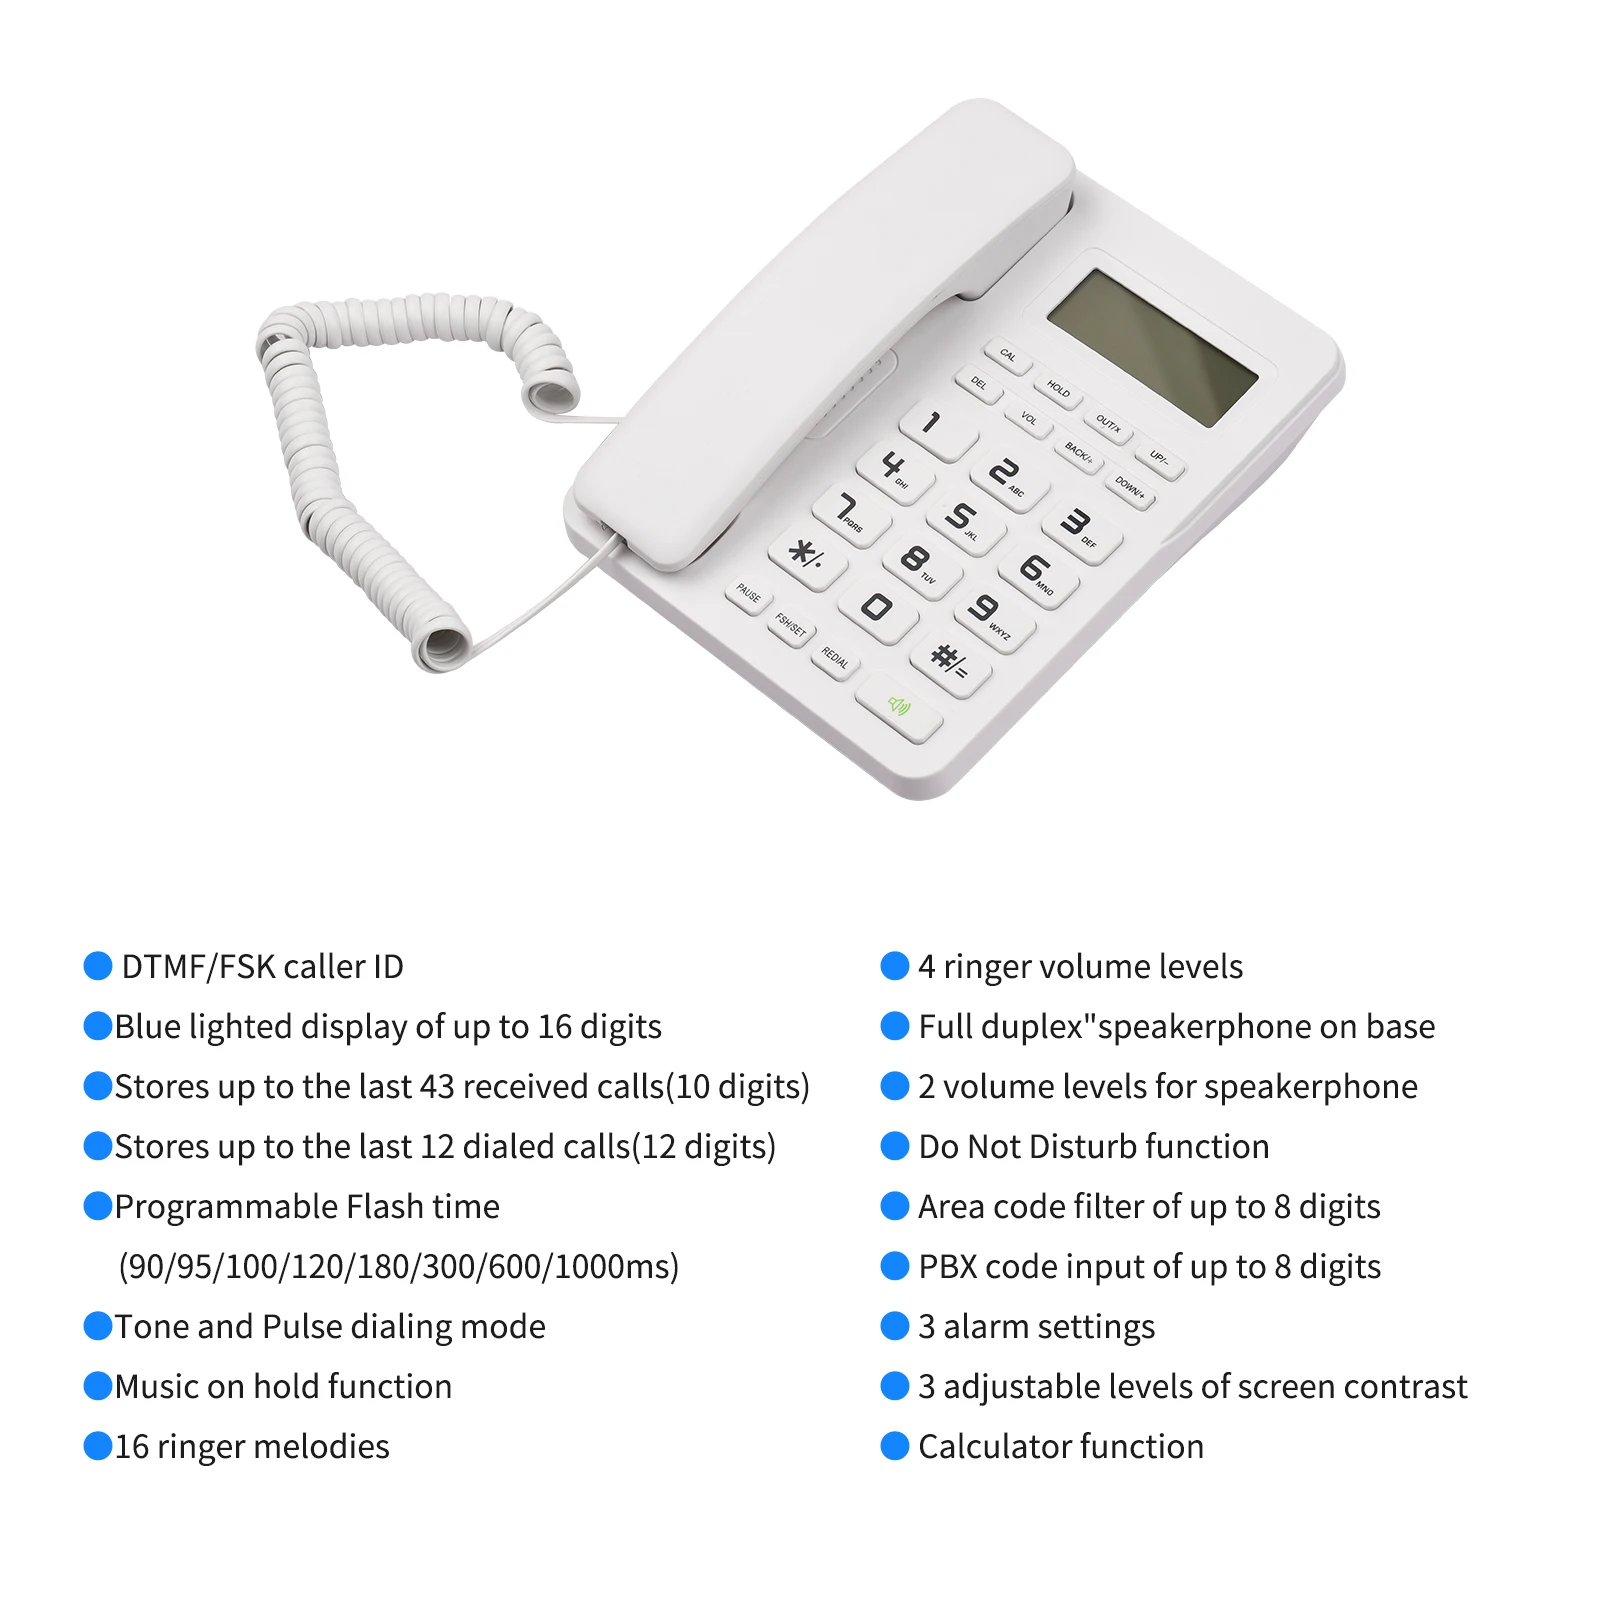 CAL
HOLD
OUT/X
UP/−
DEL
VOL
BACK/÷
DOWN/+
1
2 ABC
3 DEF
4 GHI
5 JKL
6 MNO
7 PQRS
8 TUV
9 WXYZ
*/.
0
#/=
PAUSE
FSH/SET
REDIAL
DTMF/FSK caller ID
Blue lighted display of up to 16 digits
Stores up to the last 43 received calls(10 digits)
Stores up to the last 12 dialed calls(12 digits)
Programmable Flash time
(90/95/100/120/180/300/600/1000ms)
Tone and Pulse dialing mode
Music on hold function
16 ringer melodies
4 ringer volume levels
Full duplex"speakerphone on base
2 volume levels for speakerphone
Do Not Disturb function
Area code filter of up to 8 digits
PBX code input of up to 8 digits
3 alarm settings
3 adjustable levels of screen contrast
Calculator function